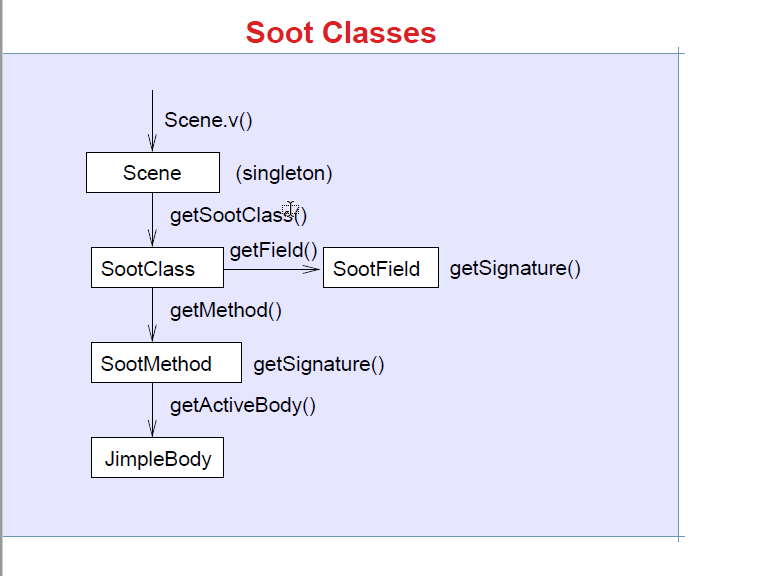 Soot Classes
Scene.v()
Scene (singleton)
getSootClass()
getField()
SootClass SootField getSignature()
getMethod()
SootMethod getSignature()
getActiveBody()
JimpleBody